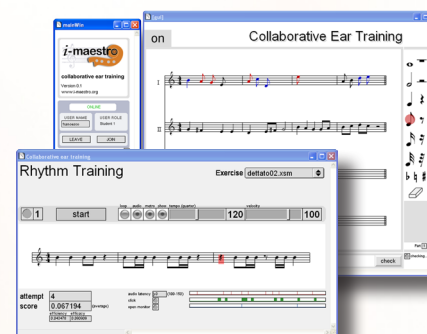 mainWin
i-maestro
collaborative ear training
Version 0.1
www.i-maestro.org
ONLINE
USER NAME
USER ROLE
Student 1
LEAVE
JOIN
on
Collaborative Ear Training
I
II
check
Collaborative ear training
Rhythm Training
Exercise
dettato02.xsm
1
start
loop
audio
metro
show
tempo (quarter)
120
velocity
100
attempt
4
score
0.067194
(average)
audio latency
click